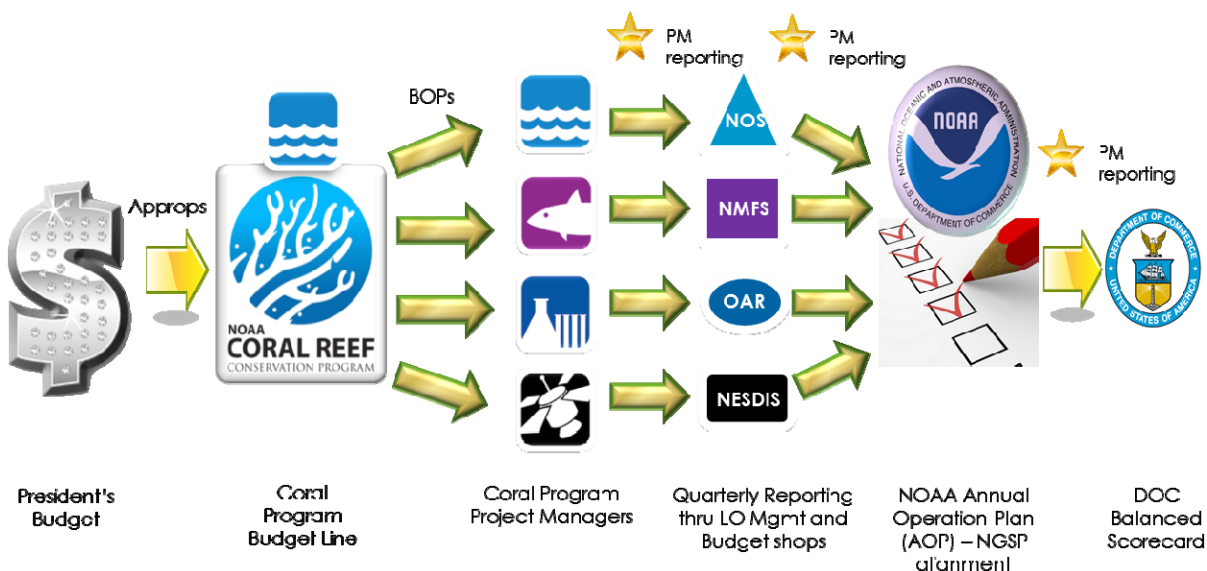 PM
reporting
PM
reporting
BOPs
NOS
NATIONAL OCEANIC AND ATMOSPHERIC ADMINISTRATION
NOAA
U.S. DEPARTMENT OF COMMERCE
PM
reporting
Approps
NMFS
NOAA
CORAL REEF
CONSERVATION PROGRAM
OAR
DEPARTMENT OF COMMERCE
UNITED STATES OF AMERICA
NESDIS
President's
Budget
Coral
Program
Budget Line
Coral Program
Project Managers
Quarterly Reporting
thru LO Mgmt and
Budget shops
NOAA Annual
Operation Plan
(AOP) – NGSP
alignment
DOC
Balanced
Scorecard